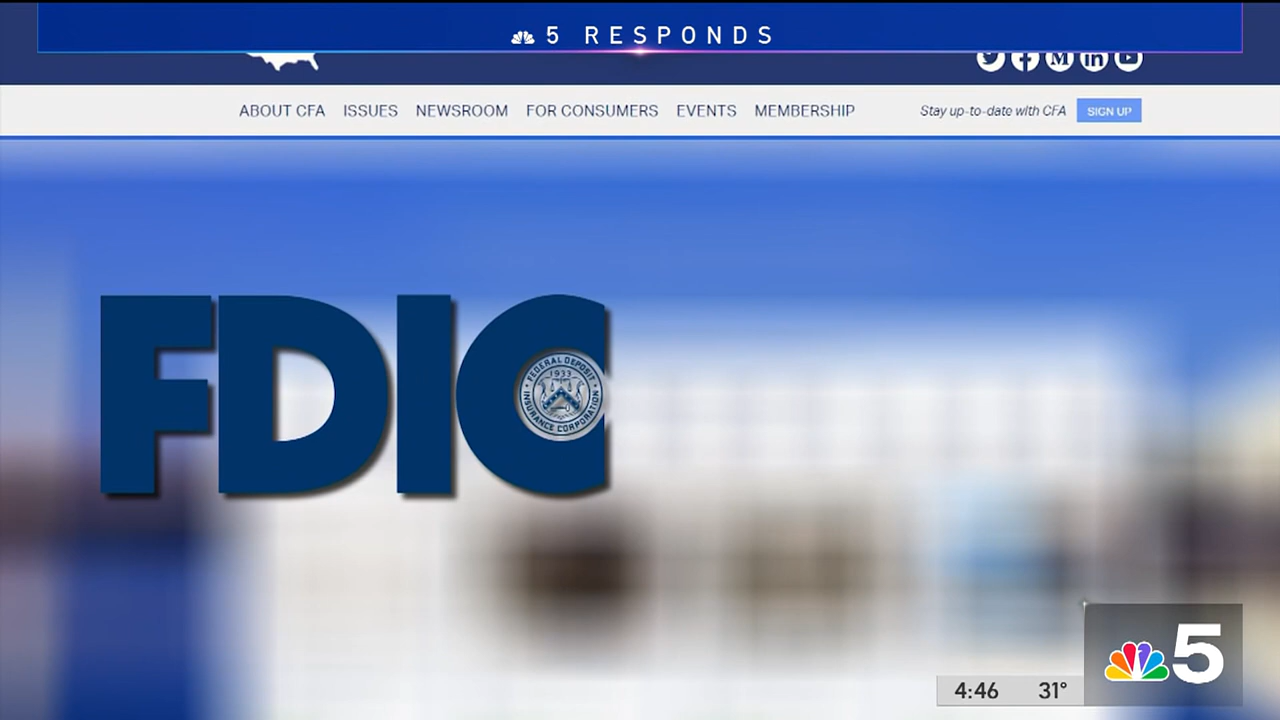 5 RESPONDS
ABOUT CFA ISSUES NEWSROOM FOR CONSUMERS EVENTS MEMBERSHIP Stay up-to-date with CFA SIGN UP
FDIC
FEDERAL DEPOSIT
1933
INSURANCE CORPORATION
5
4:46 31°